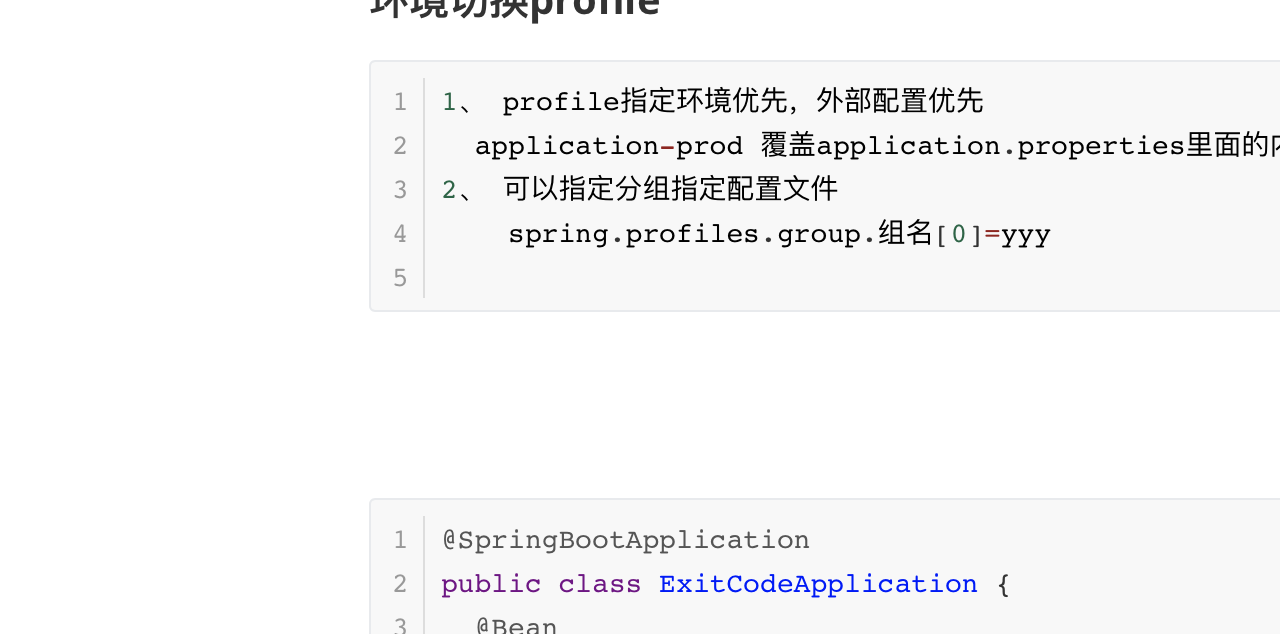 环境切换profile
1 1、 profile指定环境优先，外部配置优先
2 application-prod 覆盖application.properties里面的内
3 2、 可以指定分组指定配置文件
4 spring.profiles.group.组名[0]=yyy
5
1 @SpringBootApplication
2 public class ExitCodeApplication {
3 @Bean